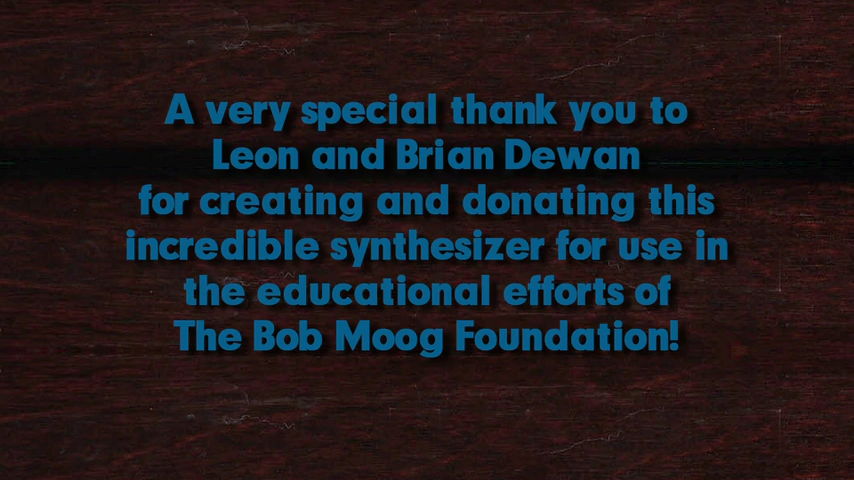 A very special thank you to
Leon and Brian Dewan
for creating and donating this
incredible synthesizer for use in
the educational efforts of
The Bob Moog Foundation!